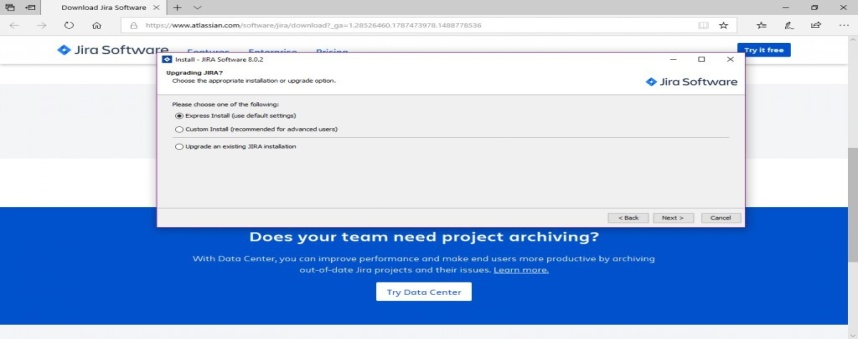 Download Jira Software
https://www.atlassian.com/software/jira/download?_ga=1.28526460.1787473978.1488778536
Jira Software Features Enterprise Pricing
Try it free
Install - JIRA Software 8.0.2
Upgrading JIRA?
Choose the appropriate installation or upgrade option.
Jira Software
Please choose one of the following:
Express Install (use default settings)
Custom Install (recommended for advanced users)
Upgrade an existing JIRA installation
< Back Next > Cancel
Does your team need project archiving?
With Data Center, you can improve performance and make end users more productive by archiving
out-of-date Jira projects and their issues. Learn more.
Try Data Center